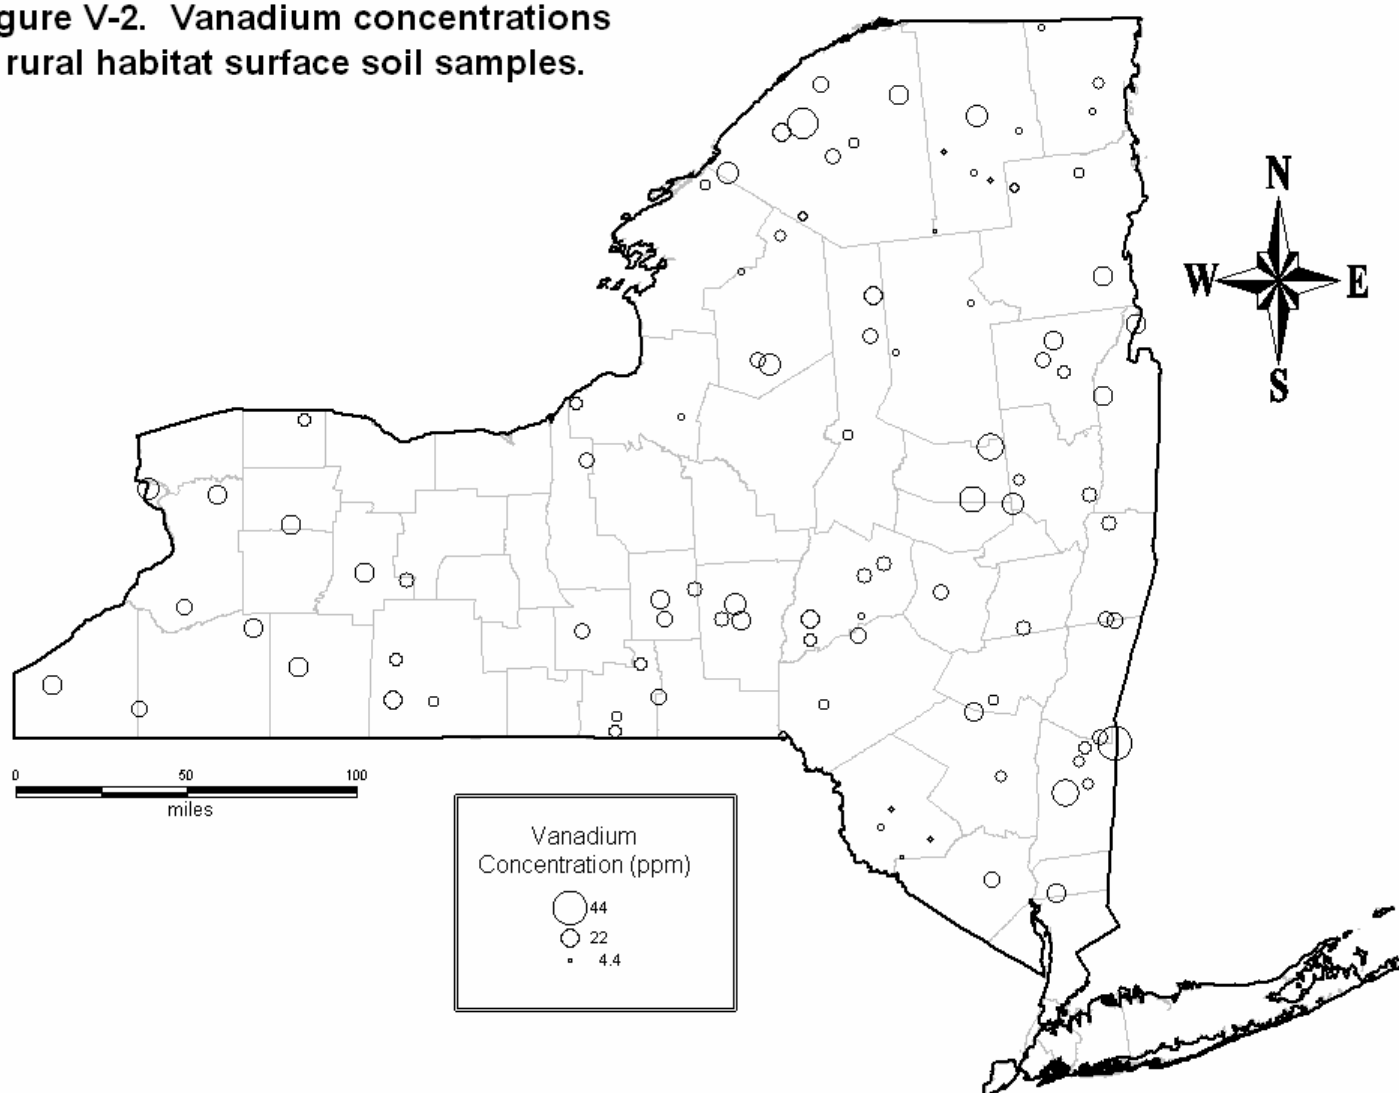 gure V-2. Vanadium concentrations
rural habitat surface soil samples.
N
W
E
S
0 50 100
miles
Vanadium
Concentration (ppm)
44
22
4.4